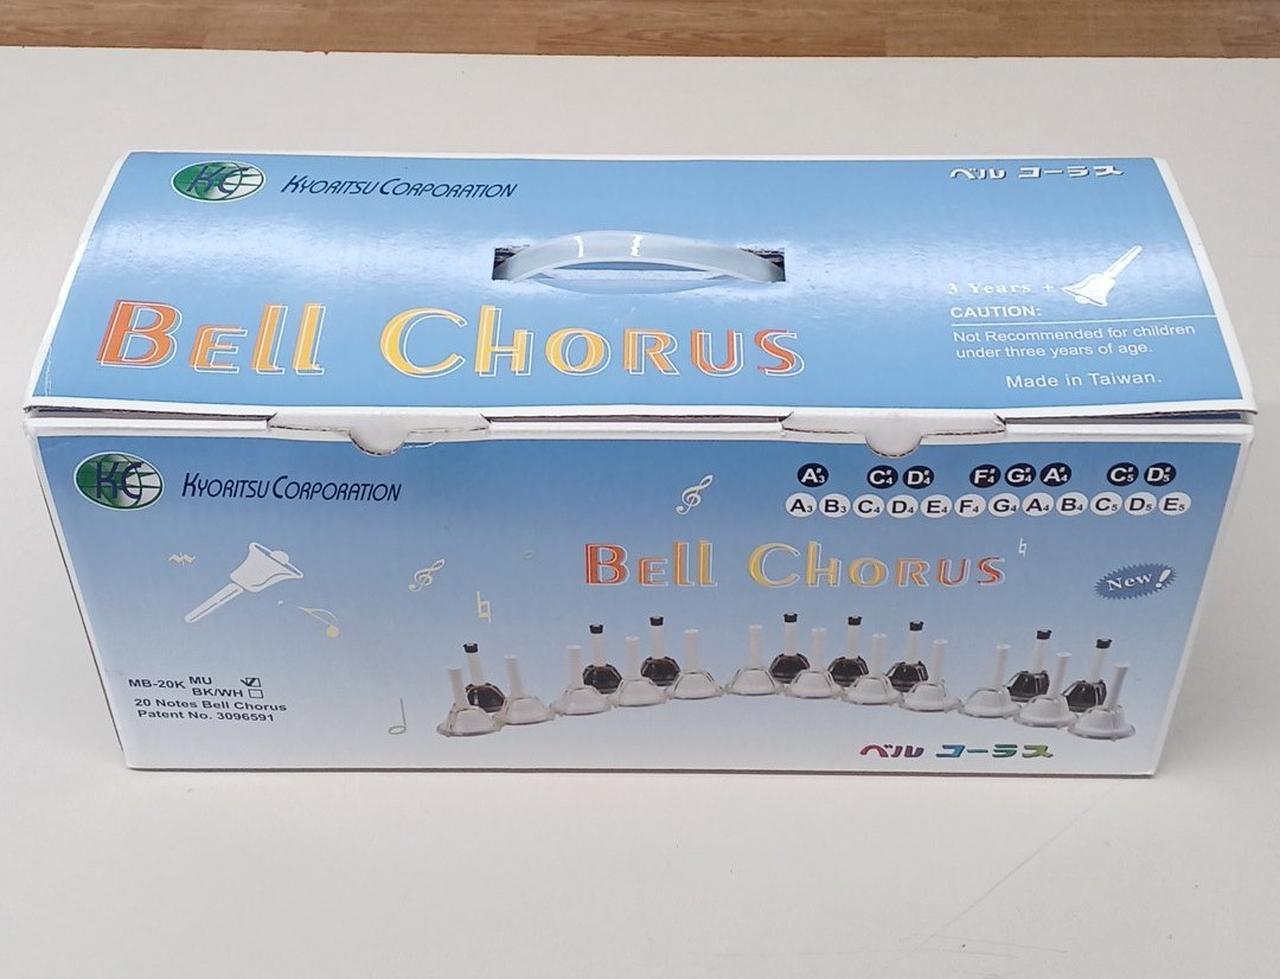 KC KYORITSU CORPORATION
ベル コーラス
3 Years +
BELL CHORUS
CAUTION:
Not Recommended for children
under three years of age.
Made in Taiwan.
KC KYORITSU CORPORATION
A#3 C#4 D#4 F#4 G#4 A#4 C#5 D#5
A3 B3 C4 D4 E4 F4 G4 A4 B4 C5 D5 E5
BELL CHORUS
New!
MB-20K MU ☑
BK/WH ☐
20 Notes Bell Chorus
Patent No. 3096591
ベル コーラス